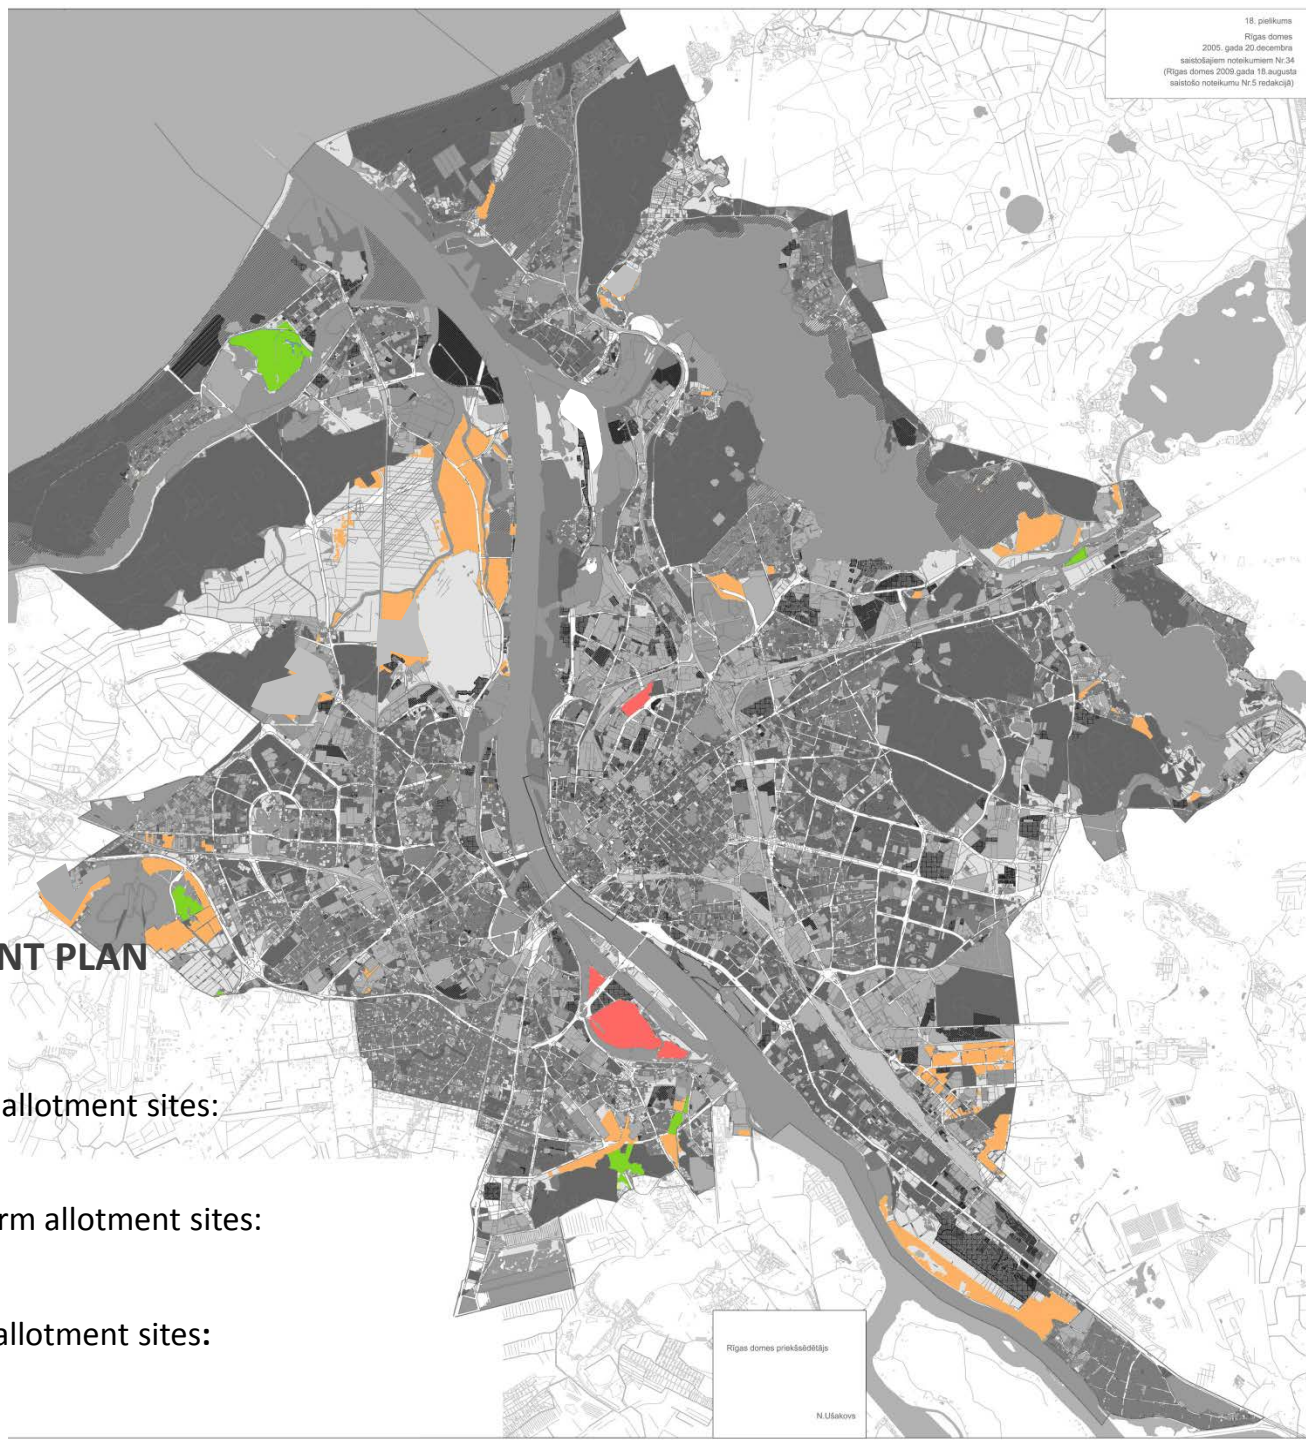 18. pielikums
Rīgas domes
2005. gada 20.decembra
saistošajiem noteikumiem Nr.34
(Rīgas domes 2009.gada 18.augusta
saistošo noteikumu Nr.5 redakcijā)
NT PLAN
allotment sites:
rm allotment sites:
allotment sites:
Rīgas domes priekšsēdētājs
N.Ušakovs